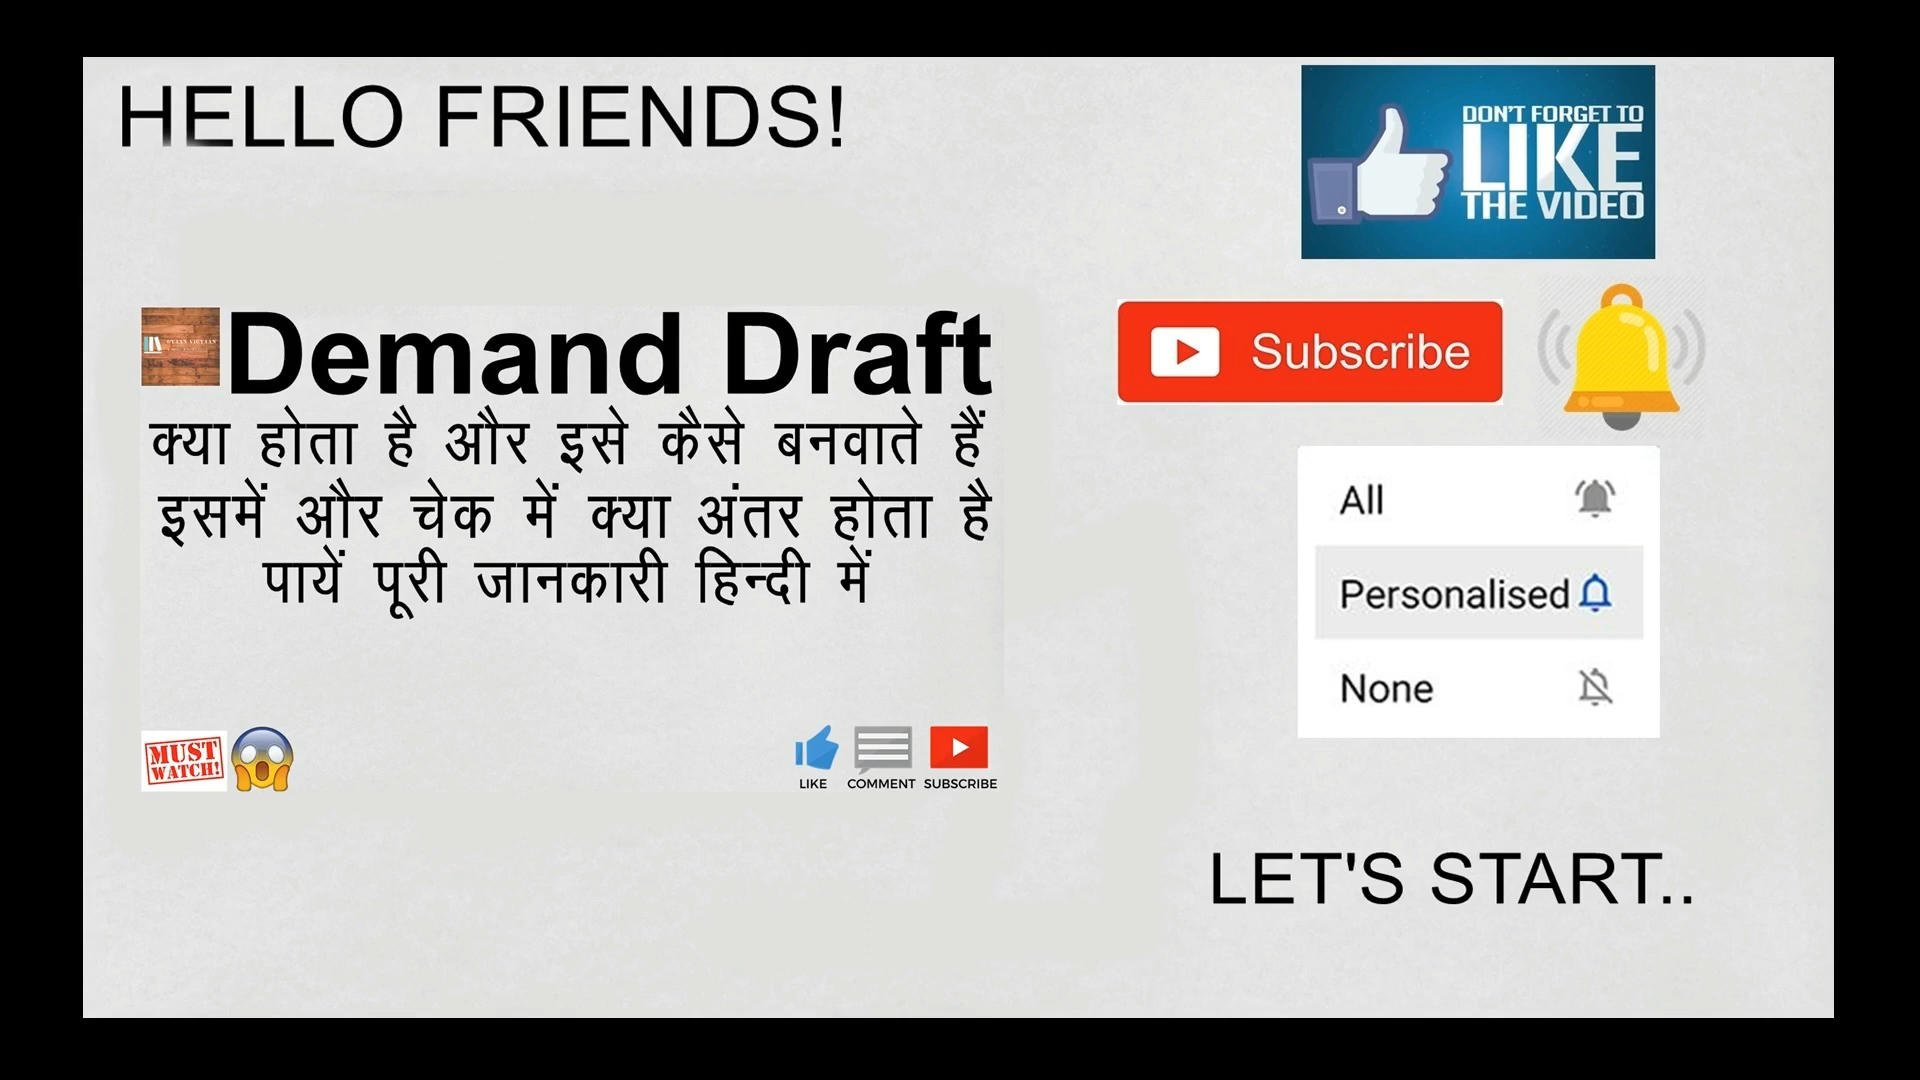 HELLO FRIENDS!
DON'T FORGET TO
LIKE
THE VIDEO
Demand Draft
क्या होता है और इसे कैसे बनवाते हैं
इसमें और चेक में क्या अंतर होता है
पायें पूरी जानकारी हिन्दी में
Subscribe
All
Personalised
None
MUST
WATCH!
LIKE COMMENT SUBSCRIBE
LET'S START..